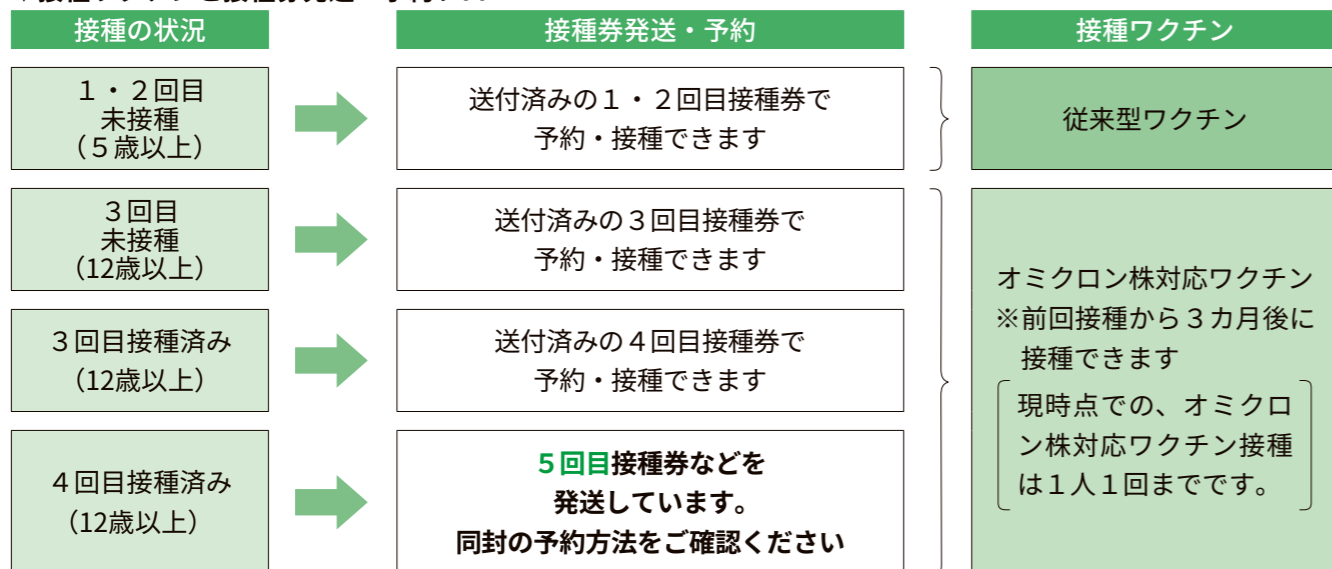 接種の状況
接種券発送・予約
接種ワクチン
１・２回目
未接種
（５歳以上）
送付済みの１・２回目接種券で
予約・接種できます
従来型ワクチン
３回目
未接種
（12歳以上）
送付済みの３回目接種券で
予約・接種できます
３回目接種済み
（12歳以上）
送付済みの４回目接種券で
予約・接種できます
４回目接種済み
（12歳以上）
５回目接種券などを
発送しています。
同封の予約方法をご確認ください
オミクロン株対応ワクチン
※前回接種から３カ月後に
接種できます
現時点での、オミクロ
ン株対応ワクチン接種
は１人１回までです。